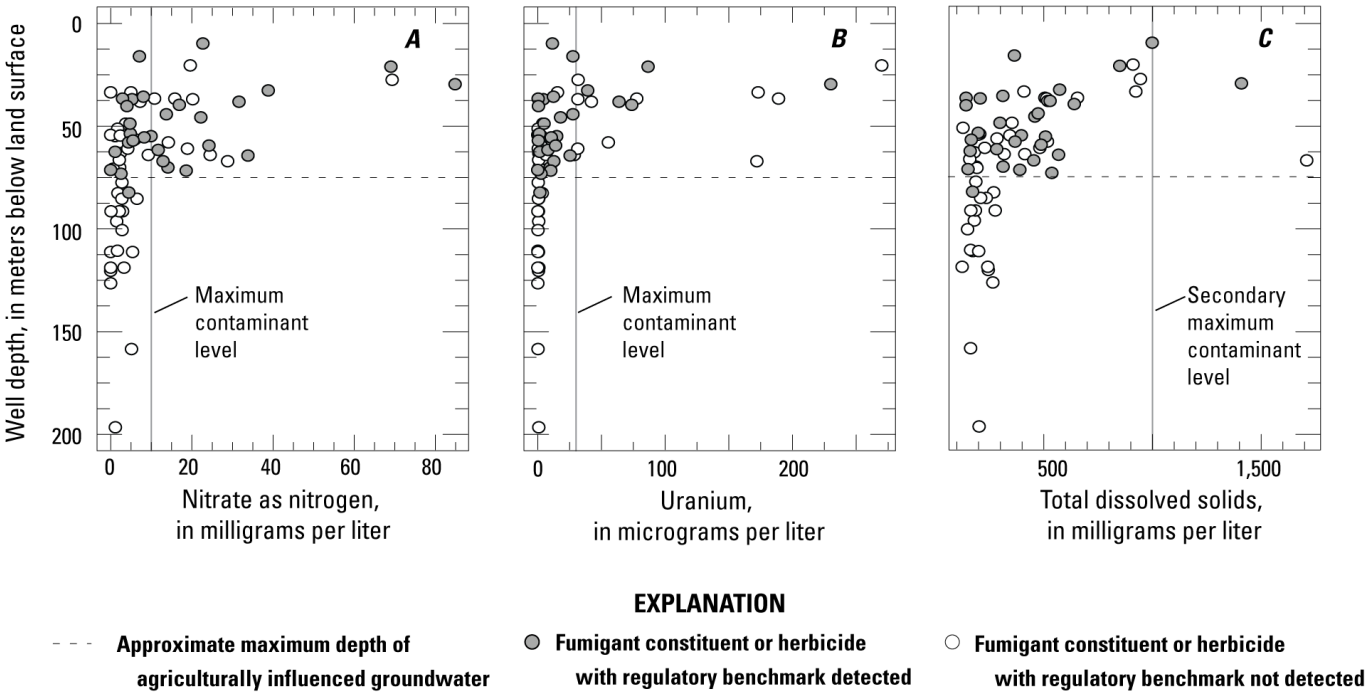 Well depth, in meters below land surface
0
50
100
150
200
A
Maximum
contaminant
level
0
20
40
60
80
Nitrate as nitrogen,
in milligrams per liter
B
Maximum
contaminant
level
0
100
200
Uranium,
in micrograms per liter
C
Secondary
maximum
contaminant
level
500
1,500
Total dissolved solids,
in milligrams per liter
EXPLANATION
Approximate maximum depth of
agriculturally influenced groundwater
Fumigant constituent or herbicide
with regulatory benchmark detected
Fumigant constituent or herbicide
with regulatory benchmark not detected